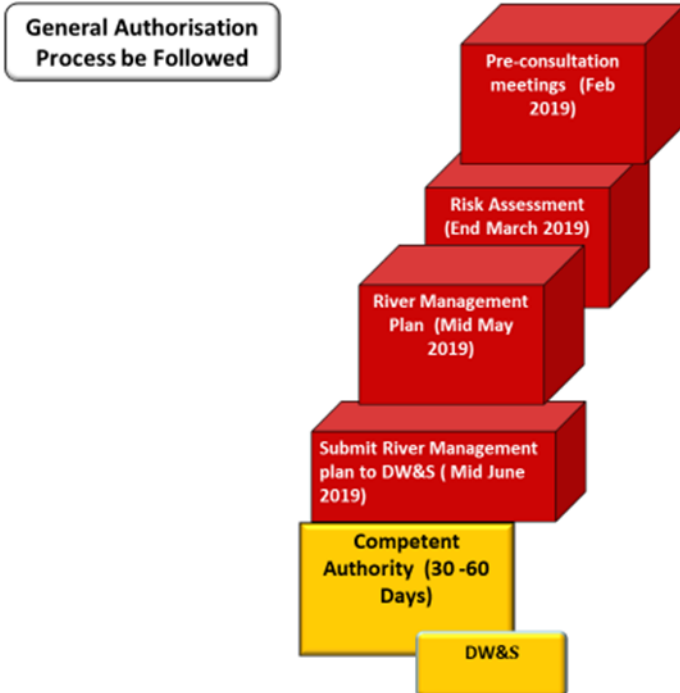 General Authorisation
Process be Followed
Pre-consultation
meetings (Feb
2019)
Risk Assessment
(End March 2019)
River Management
Plan (Mid May
2019)
Submit River Management
plan to DW&S ( Mid June
2019)
Competent
Authority (30 -60
Days)
DW&S